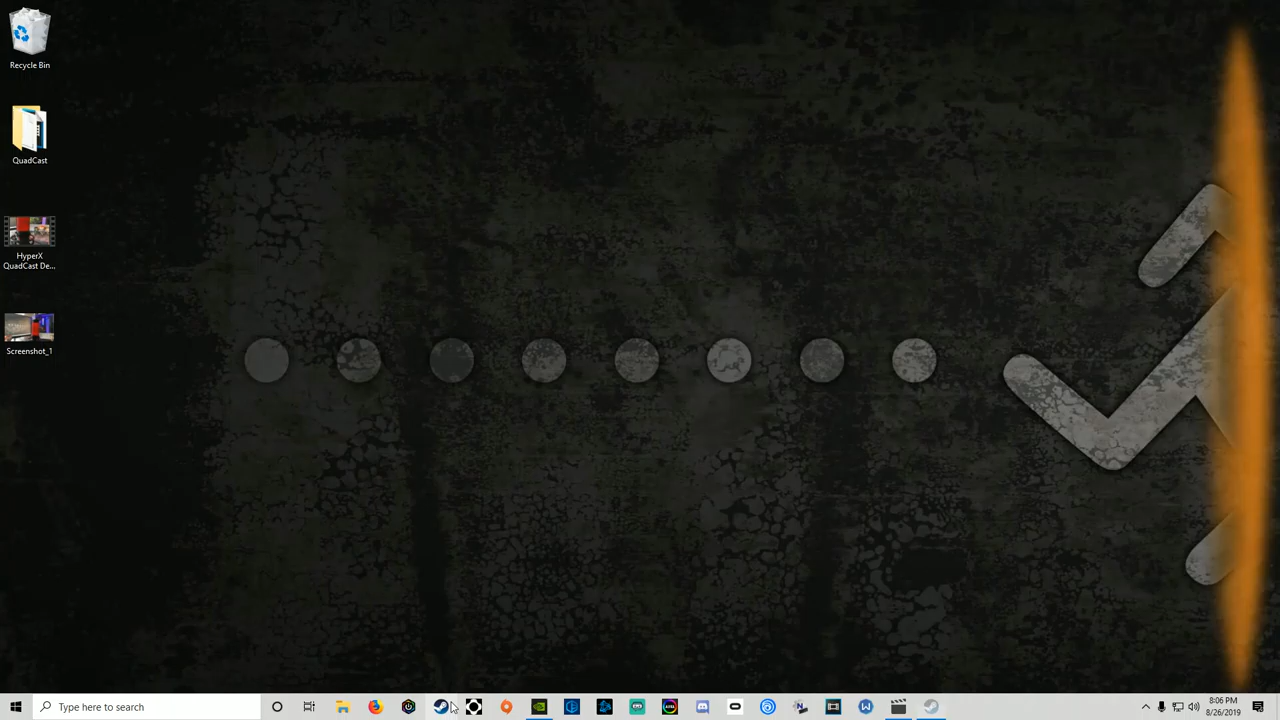 Recycle Bin
QuadCast
HyperX
QuadCast De...
Screenshot_1
Type here to search
8:06 PM
8/26/2019